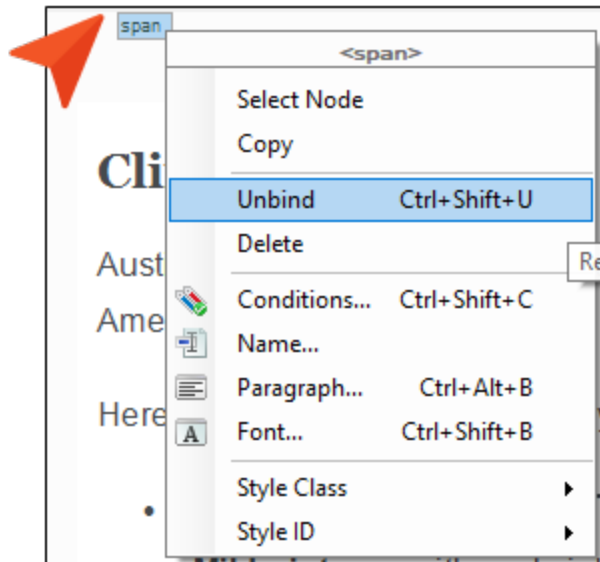 span
<span>
Select Node
Copy
Cli
Unbind Ctrl+Shift+U
Delete
Aust
Re
Conditions... Ctrl+Shift+C
Ame
Name...
Paragraph... Ctrl+Alt+B
Here
Font... Ctrl+Shift+B
Style Class
Style ID